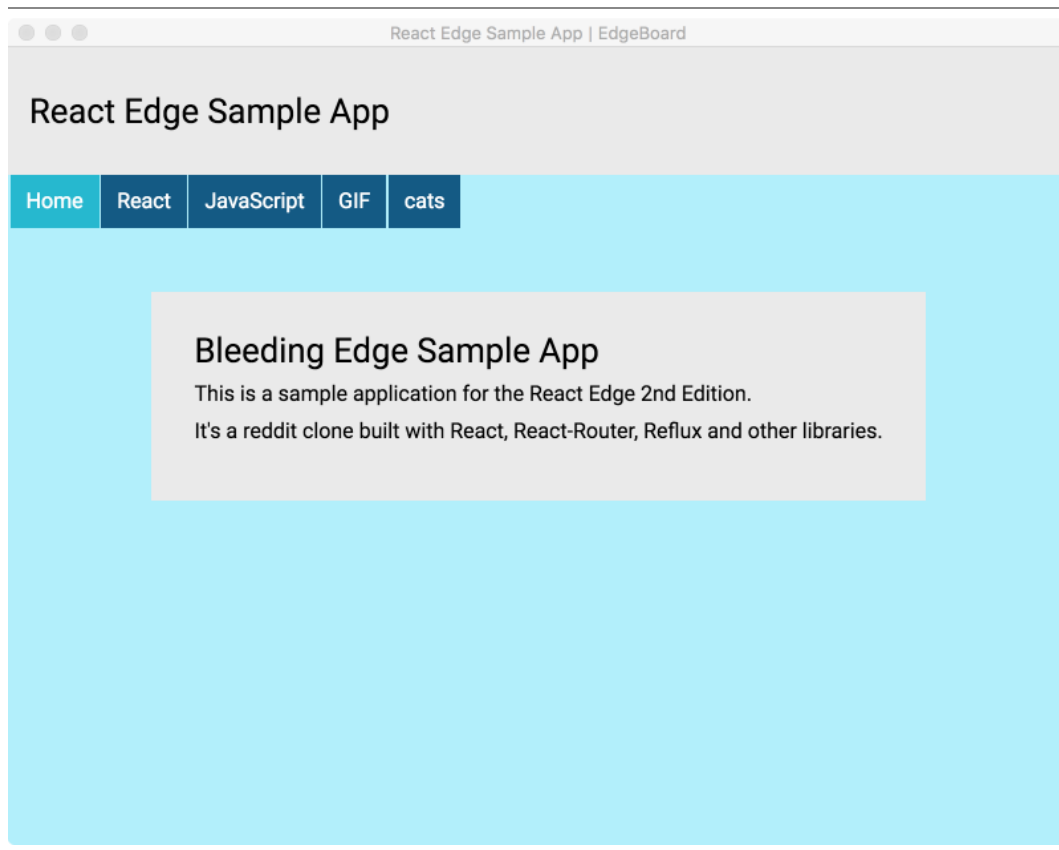 React Edge Sample App | EdgeBoard
React Edge Sample App
Home React JavaScript GIF cats
Bleeding Edge Sample App
This is a sample application for the React Edge 2nd Edition.
It's a reddit clone built with React, React-Router, Reflux and other libraries.